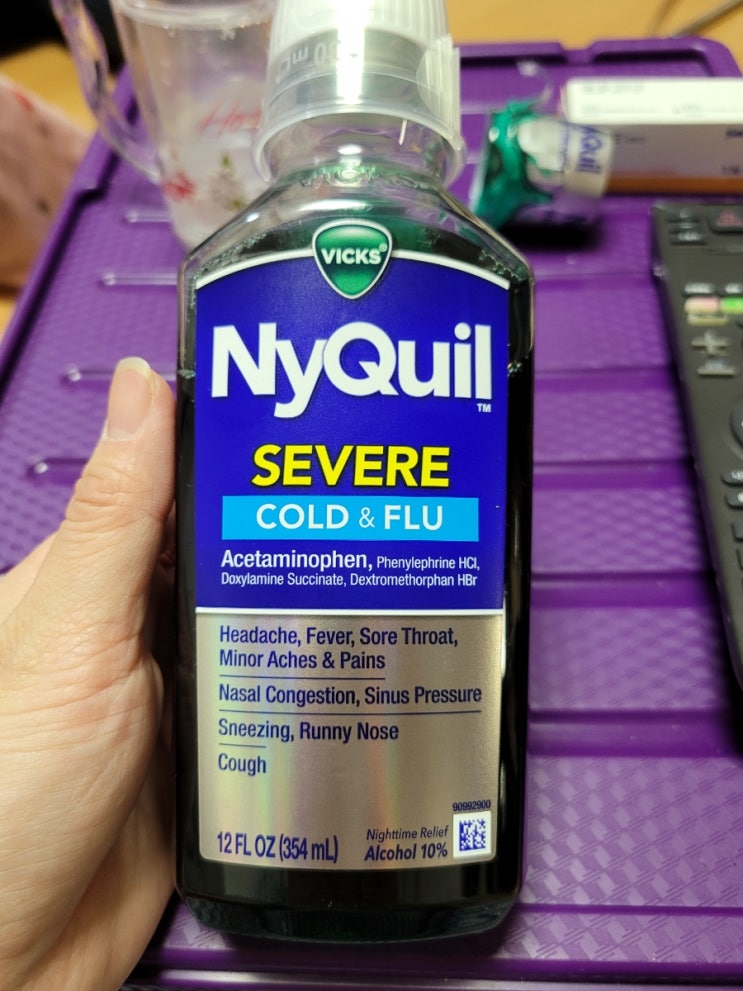 30 mL
VICKS®
NyQuil
™
SEVERE
COLD & FLU
Acetaminophen, Phenylephrine HCl,
Doxylamine Succinate, Dextromethorphan HBr
Headache, Fever, Sore Throat,
Minor Aches & Pains
Nasal Congestion, Sinus Pressure
Sneezing, Runny Nose
Cough
90992900
12 FL OZ (354 mL)
Nighttime Relief
Alcohol 10%